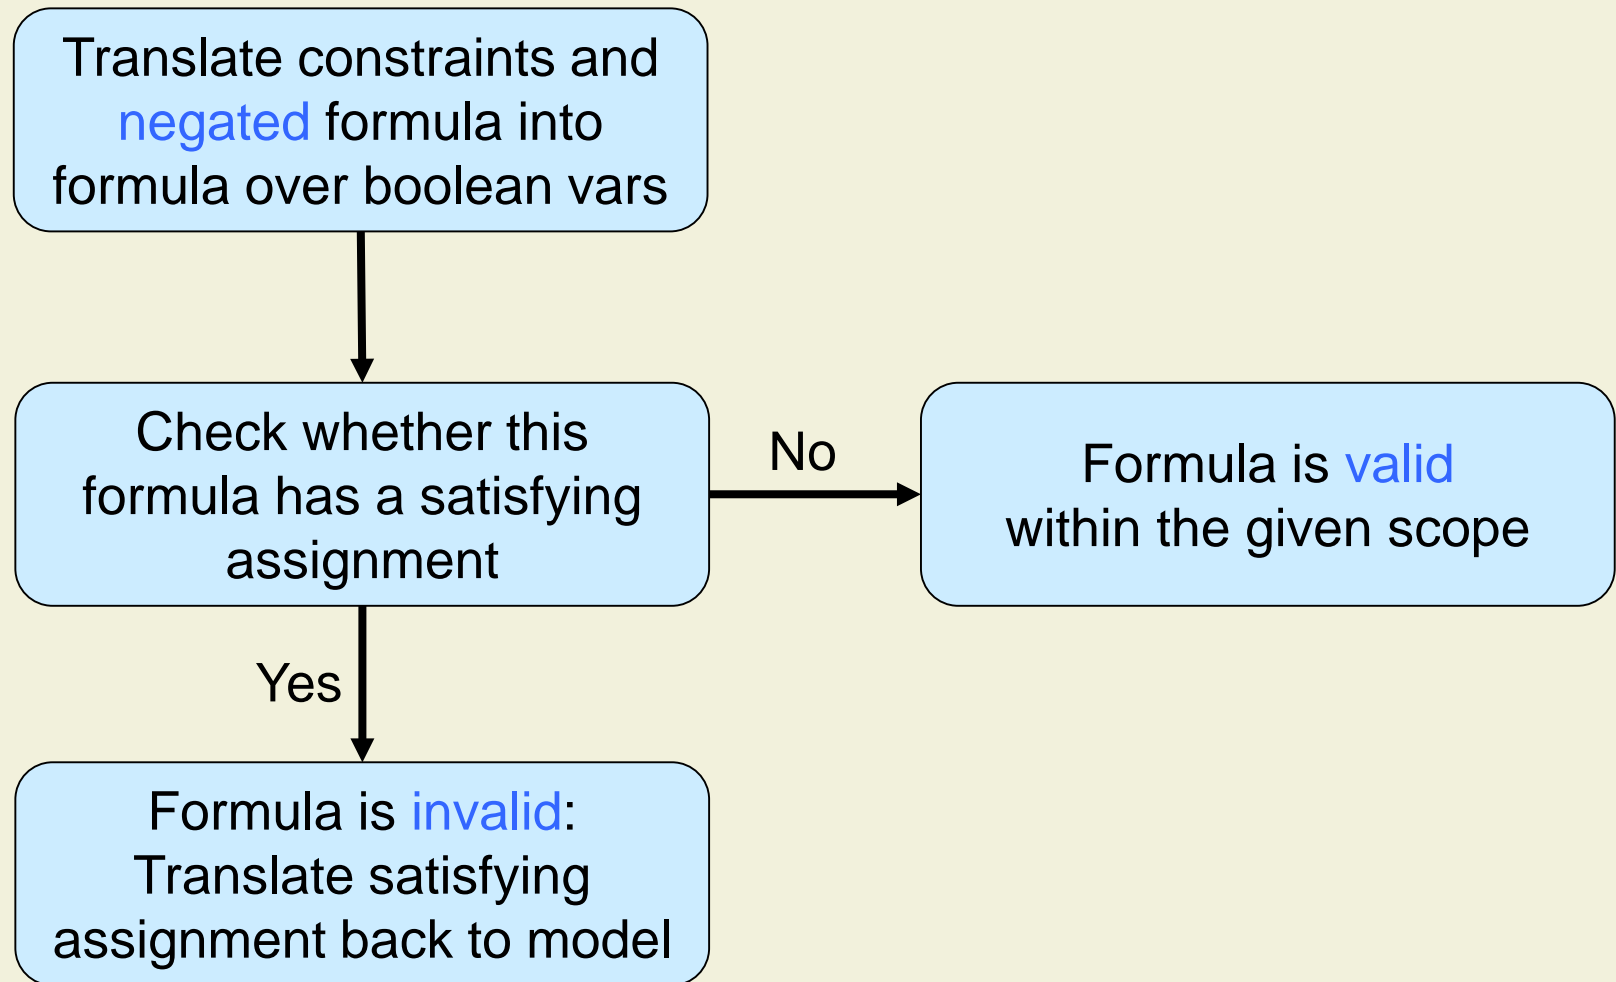 Translate constraints and
negated formula into
formula over boolean vars
Check whether this
formula has a satisfying
assignment
No
Formula is valid
within the given scope
Yes
Formula is invalid:
Translate satisfying
assignment back to model